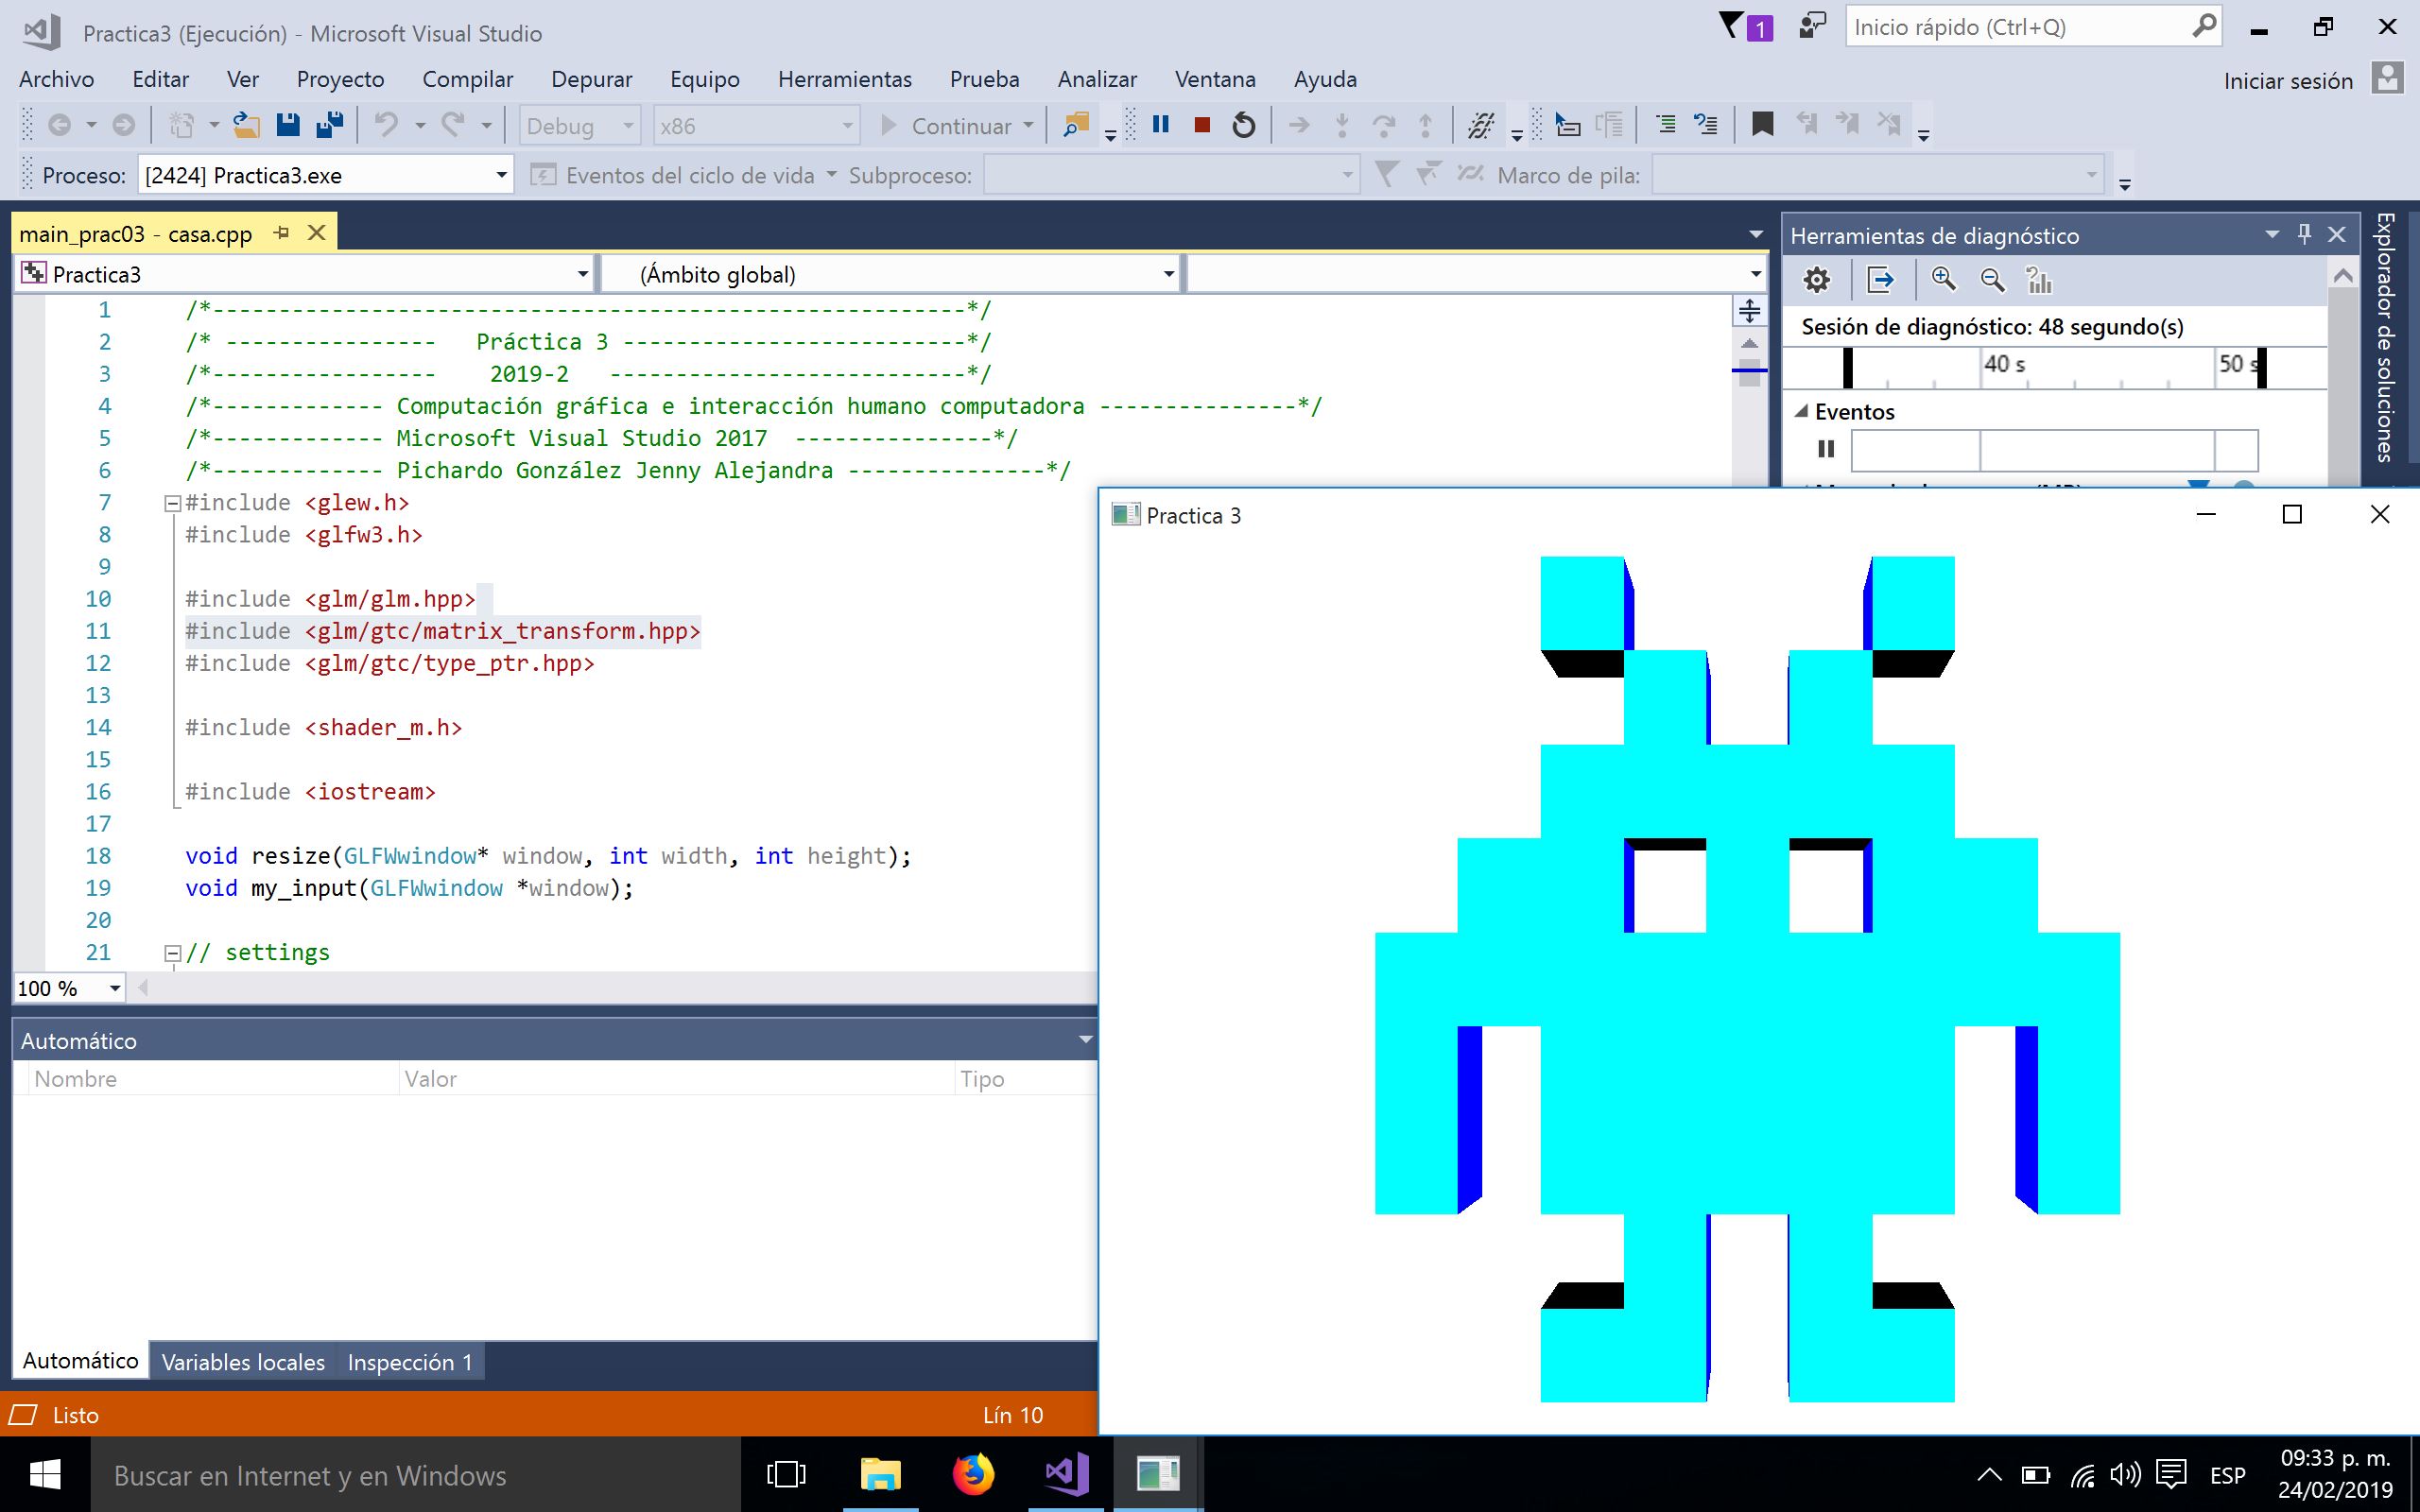 Practica3 (Ejecución) - Microsoft Visual Studio
1
Inicio rápido (Ctrl+Q)
Archivo Editar Ver Proyecto Compilar Depurar Equipo Herramientas Prueba Analizar Ventana Ayuda
Iniciar sesión
Debug x86 Continuar
Proceso: [2424] Practica3.exe Eventos del ciclo de vida Subproceso: Marco de pila:
main_prac03 - casa.cpp
Practica3 (Ámbito global)
1 /*---------------------------------------------------------*/
2 /* ----------------   Práctica 3 --------------------------*/
3 /*-----------------    2019-2   ---------------------------*/
4 /*------------- Computación gráfica e interacción humano computadora ---------------*/
5 /*------------- Microsoft Visual Studio 2017  ---------------*/
6 /*------------- Pichardo González Jenny Alejandra ---------------*/
7 #include <glew.h>
8 #include <glfw3.h>
9
10 #include <glm/glm.hpp>
11 #include <glm/gtc/matrix_transform.hpp>
12 #include <glm/gtc/type_ptr.hpp>
13
14 #include <shader_m.h>
15
16 #include <iostream>
17
18 void resize(GLFWwindow* window, int width, int height);
19 void my_input(GLFWwindow *window);
20
21 // settings
100 %
Herramientas de diagnóstico
Sesión de diagnóstico: 48 segundo(s)
40 s 50 s
Eventos
Explorador de soluciones
Practica 3
Automático
Nombre Valor Tipo
Automático Variables locales Inspección 1
Listo Lín 10
Buscar en Internet y en Windows
ESP
09:33 p. m.
24/02/2019